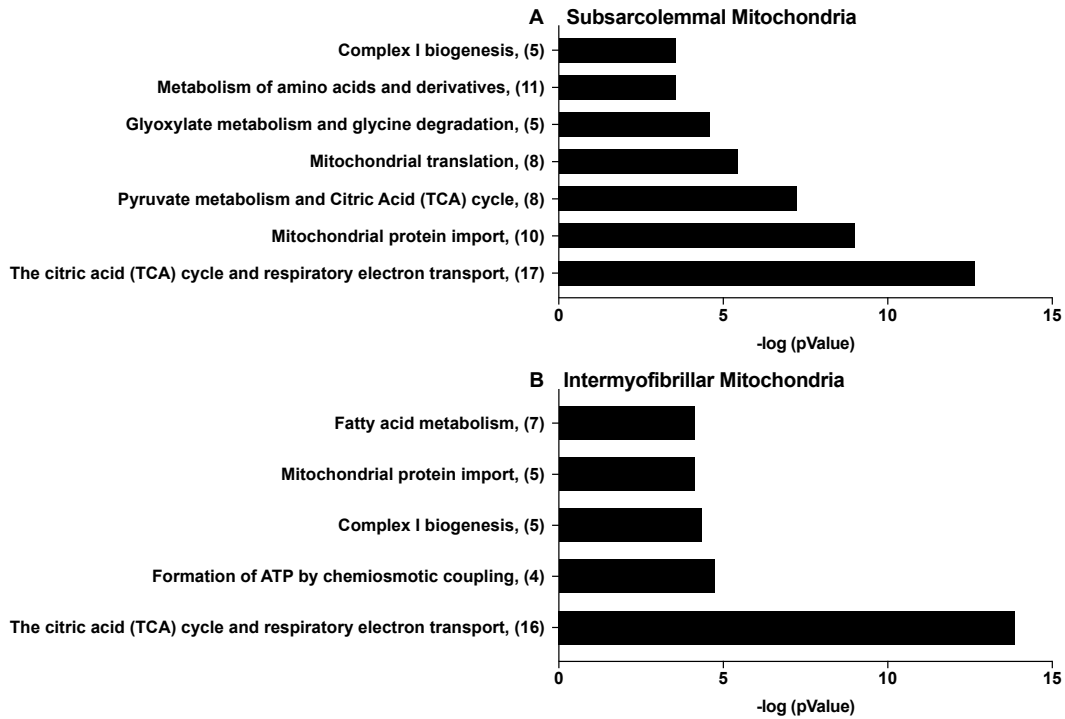 A Subsarcolemmal Mitochondria
Complex I biogenesis, (5)
Metabolism of amino acids and derivatives, (11)
Glyoxylate metabolism and glycine degradation, (5)
Mitochondrial translation, (8)
Pyruvate metabolism and Citric Acid (TCA) cycle, (8)
Mitochondrial protein import, (10)
The citric acid (TCA) cycle and respiratory electron transport, (17)
0 5 10 15
-log (pValue)
B Intermyofibrillar Mitochondria
Fatty acid metabolism, (7)
Mitochondrial protein import, (5)
Complex I biogenesis, (5)
Formation of ATP by chemiosmotic coupling, (4)
The citric acid (TCA) cycle and respiratory electron transport, (16)
0 5 10 15
-log (pValue)